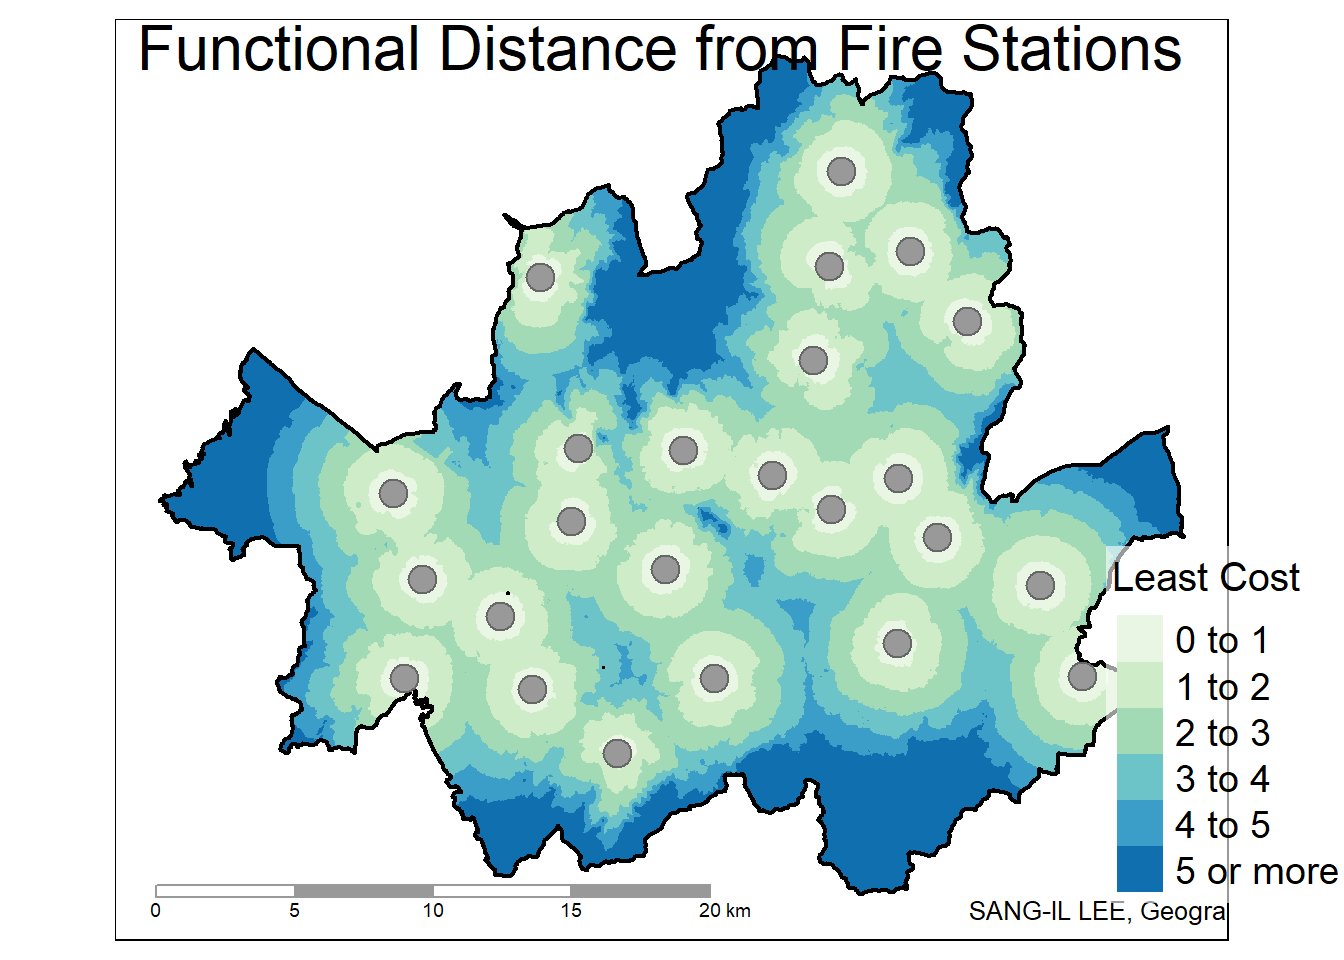 Functional Distance from Fire Stations
Least Cost
0 to 1
1 to 2
2 to 3
3 to 4
4 to 5
5 or more
0 5 10 15 20 km
SANG-IL LEE, Geogra